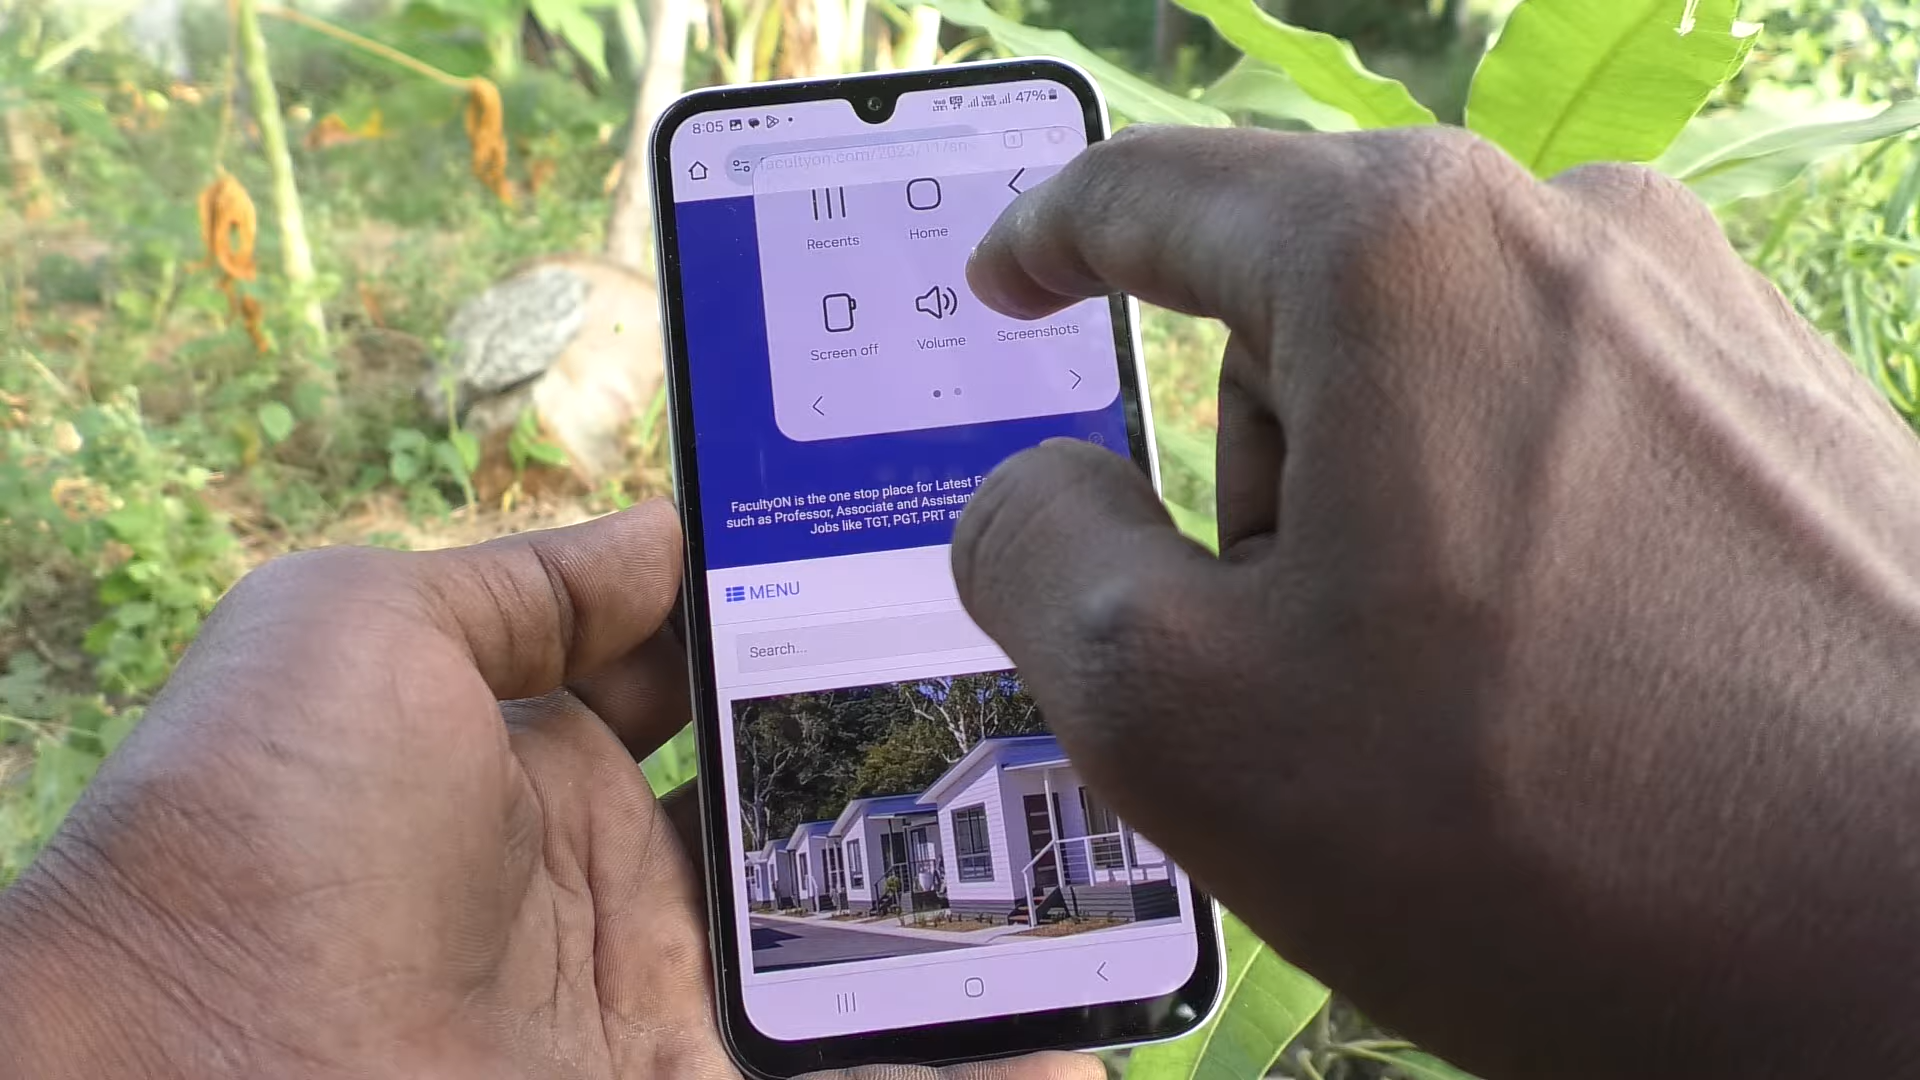 8:05
47%
facultyon.com/2023/11/
Recents
Home
Screen off
Volume
Screenshots
FacultyON is the one stop place for Latest
such as Professor, Associate and Assistant
Jobs like TGT, PGT, PRT
MENU
Search...